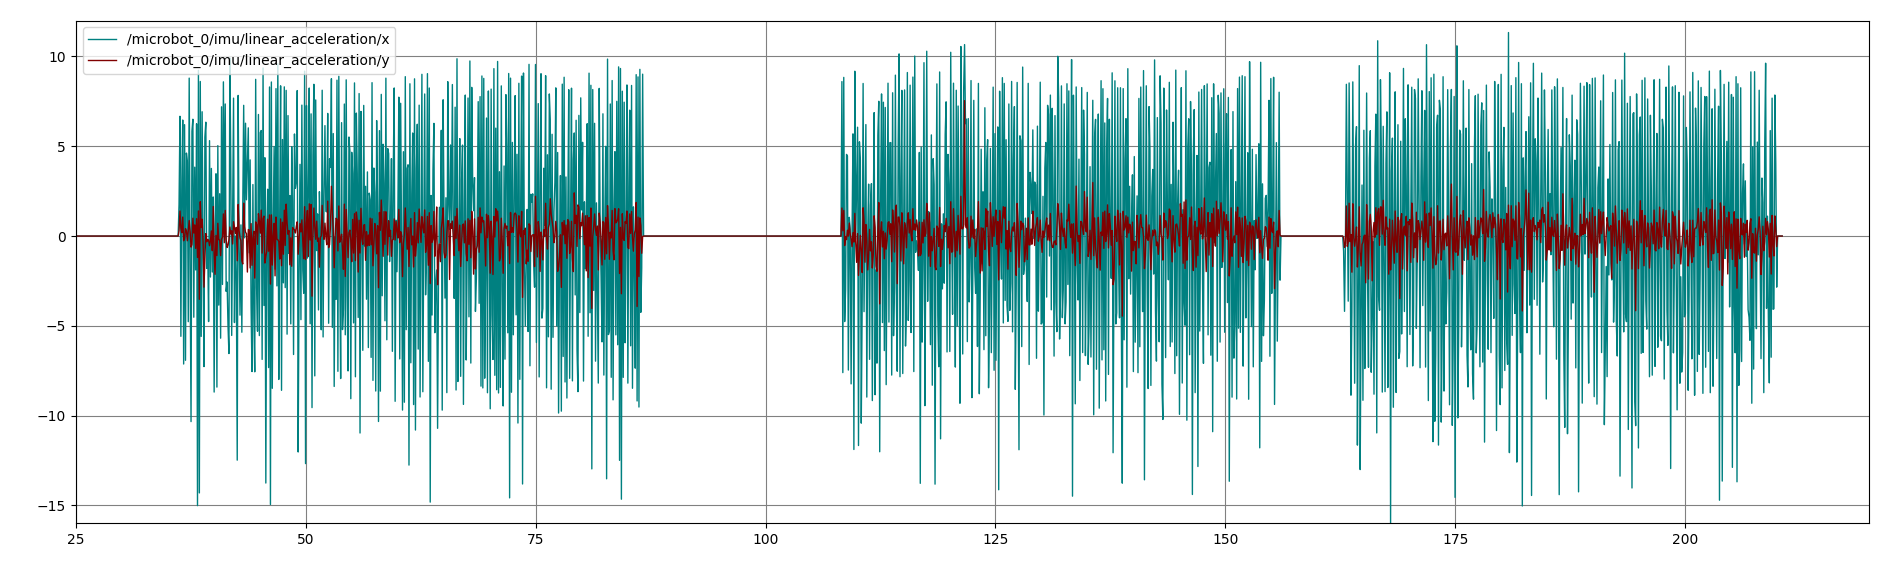 /microbot_0/imu/linear_acceleration/x
/microbot_0/imu/linear_acceleration/y
10
5
0
−5
−10
−15
25 50 75 100 125 150 175 200